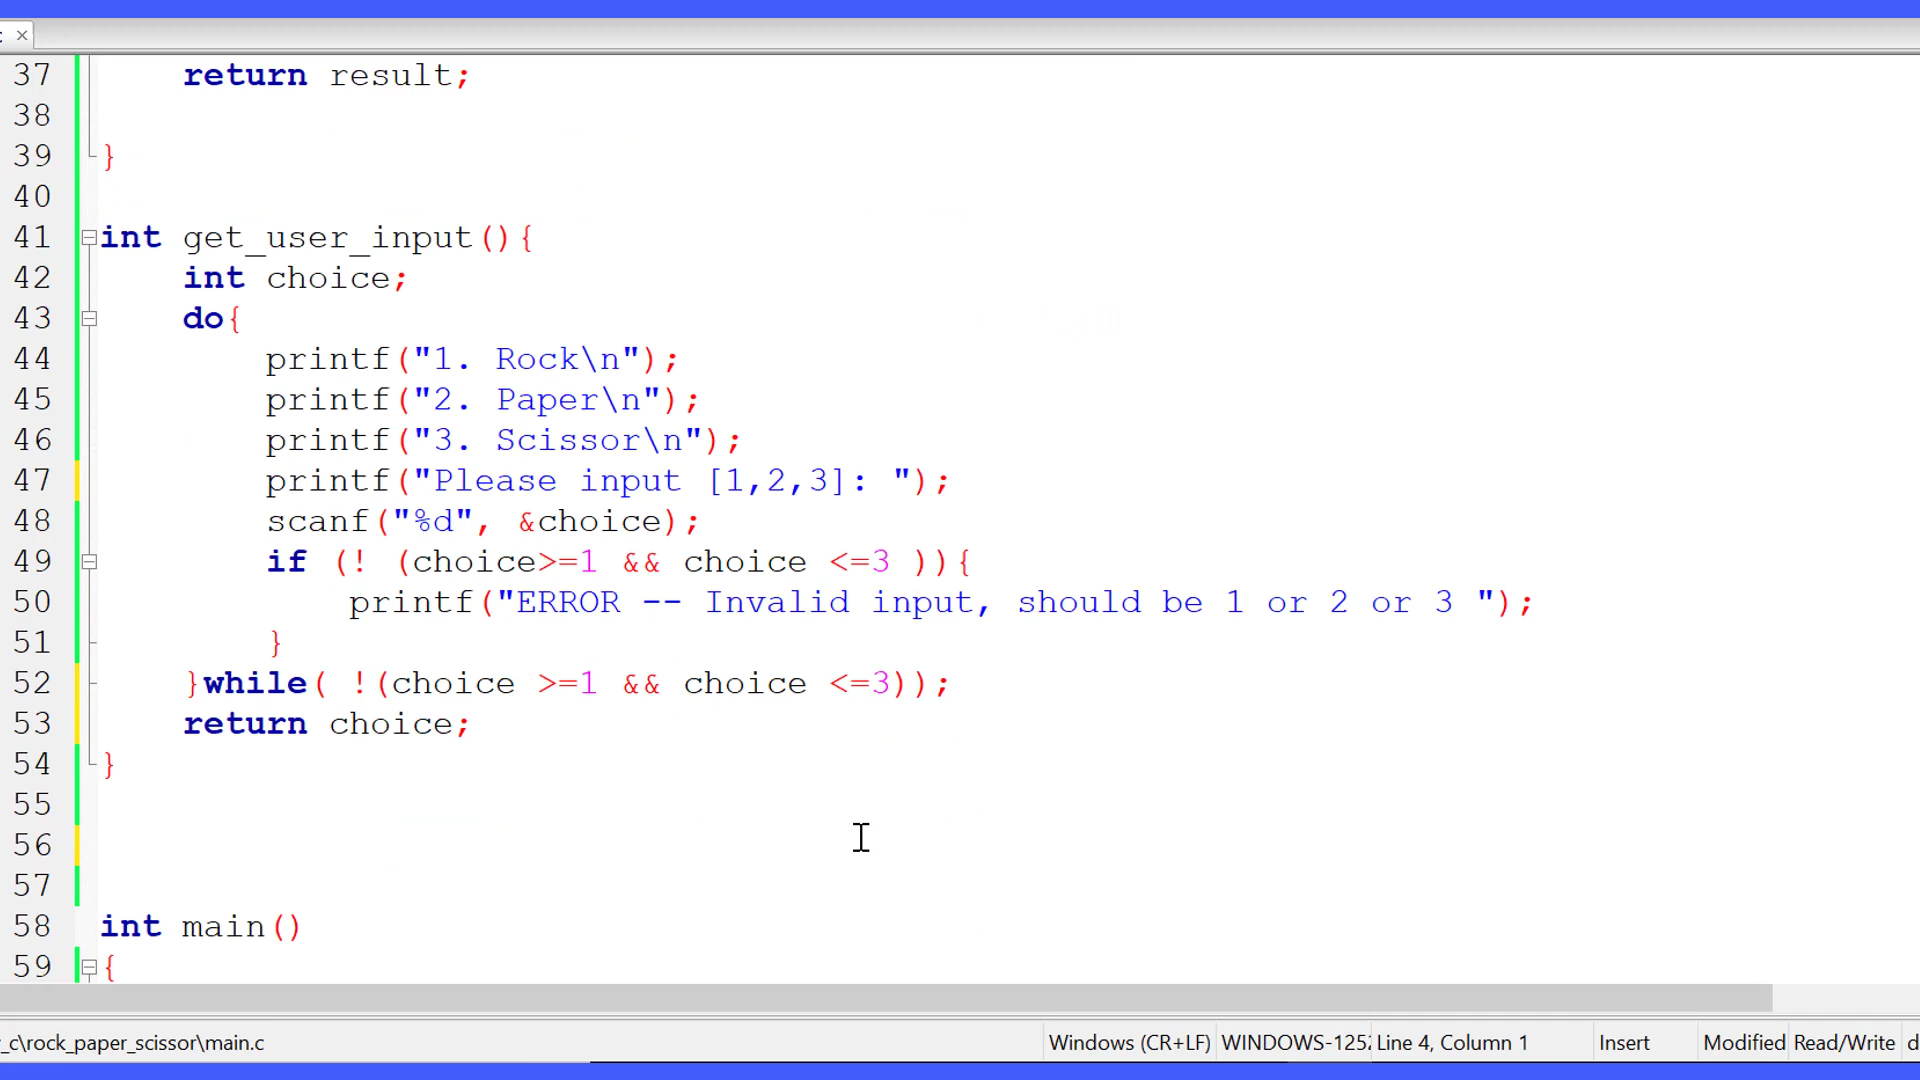 c ×
37 return result;
38
39 }
40
41 int get_user_input(){
42 int choice;
43 do{
44 printf("1. Rock\n");
45 printf("2. Paper\n");
46 printf("3. Scissor\n");
47 printf("Please input [1,2,3]: ");
48 scanf("%d", &choice);
49 if (! (choice>=1 && choice <=3 )){
50 printf("ERROR -- Invalid input, should be 1 or 2 or 3 ");
51 }
52 }while( !(choice >=1 && choice <=3));
53 return choice;
54 }
55
56
57
58 int main()
59 {
_c\rock_paper_scissor\main.c Windows (CR+LF) WINDOWS-1252 Line 4, Column 1 Insert Modified Read/Write d